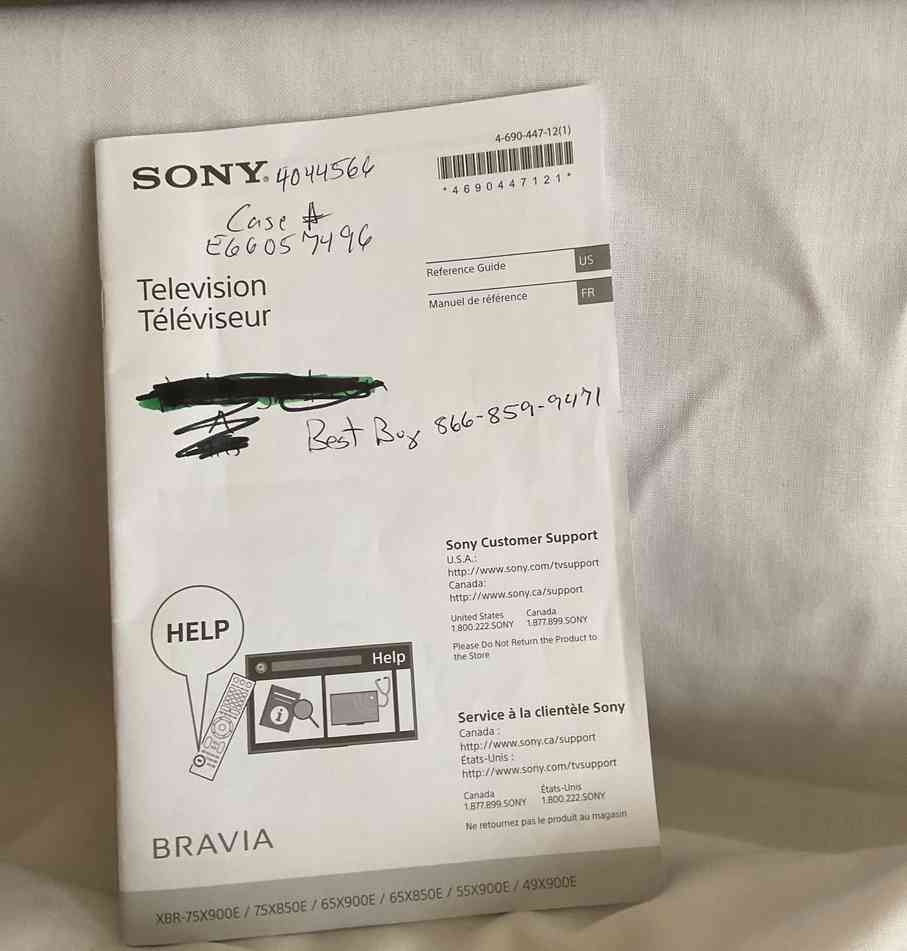 4-690-447-12(1)
*4690447121*
SONY® 4044566
Case #
E66057496
Reference Guide US
Manuel de référence FR
Television
Téléviseur
Best Buy 866-859-9471
Sony Customer Support
U.S.A.:
http://www.sony.com/tvsupport
Canada:
http://www.sony.ca/support
United States Canada
1.800.222.SONY 1.877.899.SONY
Please Do Not Return the Product to
the Store
HELP
Help
Service à la clientèle Sony
Canada :
http://www.sony.ca/support
États-Unis :
http://www.sony.com/tvsupport
Canada États-Unis
1.877.899.SONY 1.800.222.SONY
Ne retournez pas le produit au magasin
BRAVIA
XBR-75X900E / 75X850E / 65X900E / 65X850E / 55X900E / 49X900E